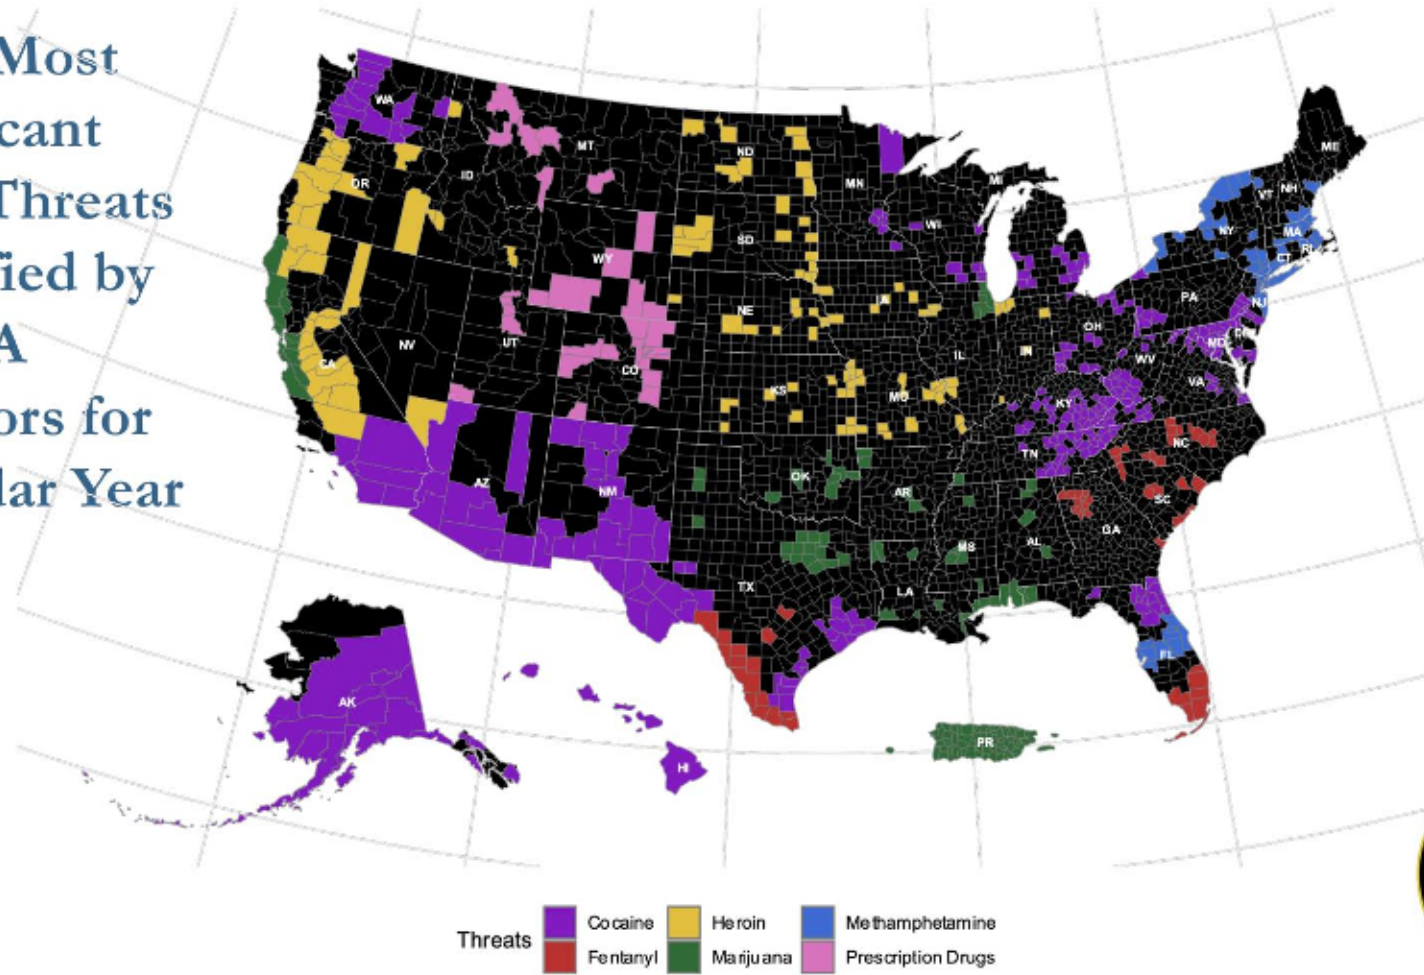 Most
cant
Threats
fied by
A
ors for
lar Year
WA
MT
ND
MN
MI
ME
OR
ID
SD
WI
VT
NH
NY
MA
RI
CT
WY
NE
IA
PA
NJ
NV
UT
CO
IL
IN
OH
MD
DE
WV
CA
KS
MO
KY
VA
AZ
NM
OK
AR
TN
NC
SC
MS
AL
GA
TX
LA
FL
AK
HI
PR
Threats
Cocaine
Heroin
Methamphetamine
Fentanyl
Marijuana
Prescription Drugs